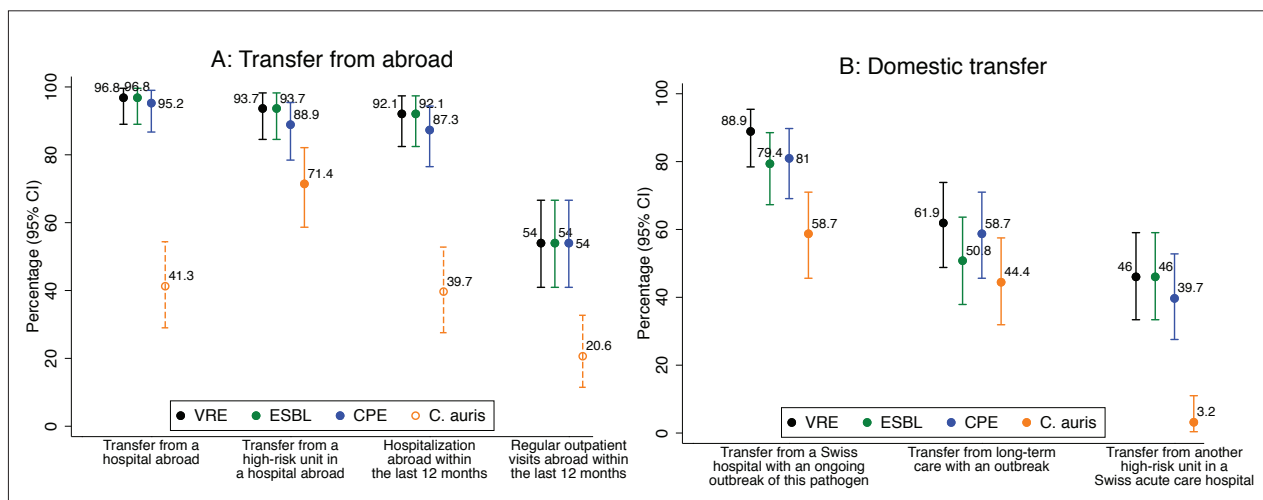 A: Transfer from abroad
Percentage (95% CI)
100
80
60
40
20
0
96.8
96.8
95.2
41.3
93.7
93.7
88.9
71.4
92.1
92.1
87.3
39.7
54
54
54
20.6
VRE ESBL CPE C. auris
Transfer from a
hospital abroad
Transfer from a
high-risk unit in
a hospital abroad
Hospitalization
abroad within
the last 12 months
Regular outpatient
visits abroad within
the last 12 months
B: Domestic transfer
Percentage (95% CI)
100
80
60
40
20
0
88.9
79.4
81
58.7
61.9
50.8
58.7
44.4
46
46
39.7
3.2
VRE ESBL CPE C. auris
Transfer from a Swiss
hospital with an ongoing
outbreak of this pathogen
Transfer from long-term
care with an outbreak
Transfer from another
high-risk unit in a
Swiss acute care hospital